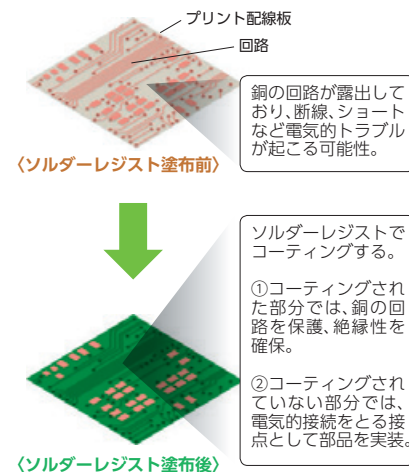 プリント配線板
回路
銅の回路が露出して
おり、断線、ショート
など電気的トラブル
が起こる可能性。
〈ソルダーレジスト塗布前〉
ソルダーレジストで
コーティングする。
①コーティングされ
た部分では、銅の回
路を保護、絶縁性を
確保。
②コーティングされ
ていない部分では、
電気的接続をとる接
点として部品を実装。
〈ソルダーレジスト塗布後〉